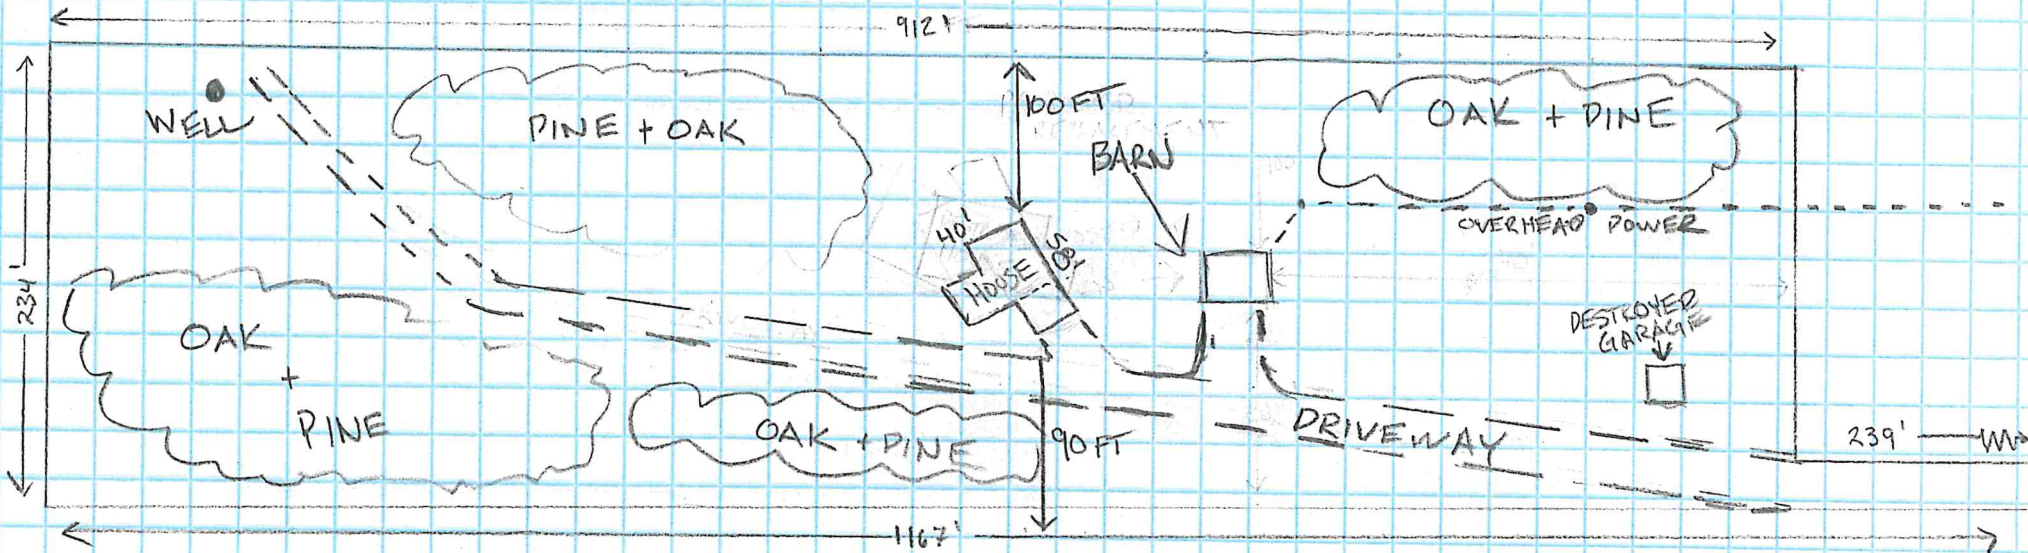 912'
WELL
PINE + OAK
100 FT
BARN
OAK + PINE
40'
50'
HOUSE
OVERHEAD POWER
234'
DESTROYED
GARAGE
OAK
+
PINE
OAK + PINE
90 FT
DRIVEWAY
239'
1167'